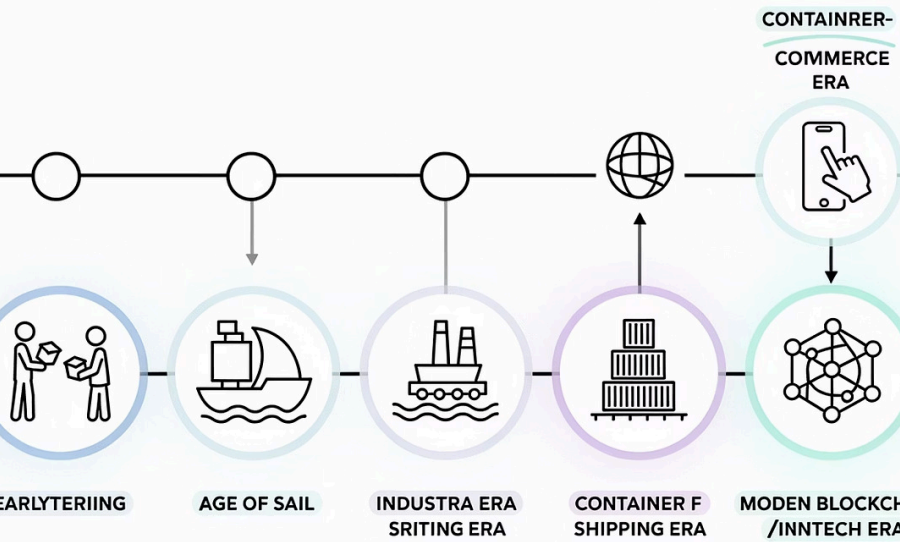 CONTAINRER-
COMMERCE
ERA
EARLYTERIING
AGE OF SAIL
INDUSTRA ERA
SRITING ERA
CONTAINER F
SHIPPING ERA
MODEN BLOCKCH
/INNTECH ERA